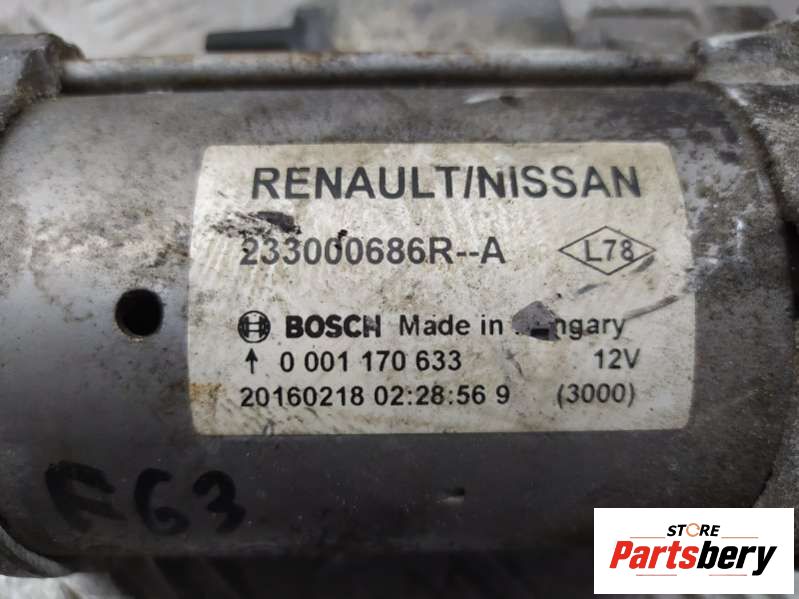 RENAULT/NISSAN
233000686R--A
L78
BOSCH Made in Hungary
↑ 0 001 170 633 12V
20160218 02:28:56 9 (3000)
F63
STORE
Partsbery